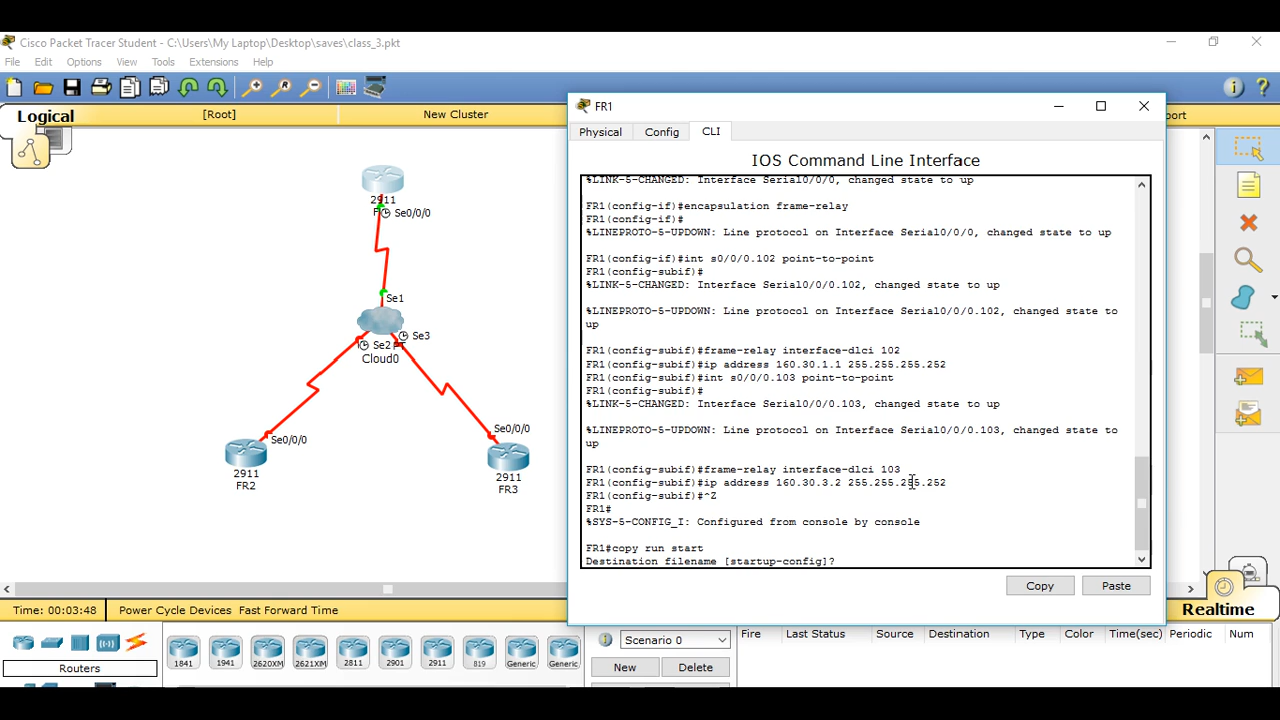 Cisco Packet Tracer Student - C:\Users\My Laptop\Desktop\saves\class_3.pkt
File Edit Options View Tools Extensions Help
Logical
[Root]
New Cluster
port
2911
Se0/0/0
Se1
Se3
Se2
Cloud0
Se0/0/0
2911
FR2
Se0/0/0
2911
FR3
FR1
Physical Config CLI
IOS Command Line Interface
%LINK-5-CHANGED: Interface Serial0/0/0, changed state to up
FR1(config-if)#encapsulation frame-relay
FR1(config-if)#
%LINEPROTO-5-UPDOWN: Line protocol on Interface Serial0/0/0, changed state to up
FR1(config-if)#int s0/0/0.102 point-to-point
FR1(config-subif)#
%LINK-5-CHANGED: Interface Serial0/0/0.102, changed state to up
%LINEPROTO-5-UPDOWN: Line protocol on Interface Serial0/0/0.102, changed state to
up
FR1(config-subif)#frame-relay interface-dlci 102
FR1(config-subif)#ip address 160.30.1.1 255.255.255.252
FR1(config-subif)#int s0/0/0.103 point-to-point
FR1(config-subif)#
%LINK-5-CHANGED: Interface Serial0/0/0.103, changed state to up
%LINEPROTO-5-UPDOWN: Line protocol on Interface Serial0/0/0.103, changed state to
up
FR1(config-subif)#frame-relay interface-dlci 103
FR1(config-subif)#ip address 160.30.3.2 255.255.255.252
FR1(config-subif)#^Z
FR1#
%SYS-5-CONFIG_I: Configured from console by console
FR1#copy run start
Destination filename [startup-config]?
Copy Paste
Time: 00:03:48 Power Cycle Devices Fast Forward Time
Realtime
Routers
1841 1941 2620XM 2621XM 2811 2901 2911 819 Generic Generic
Scenario 0
New Delete
Fire Last Status Source Destination Type Color Time(sec) Periodic Num